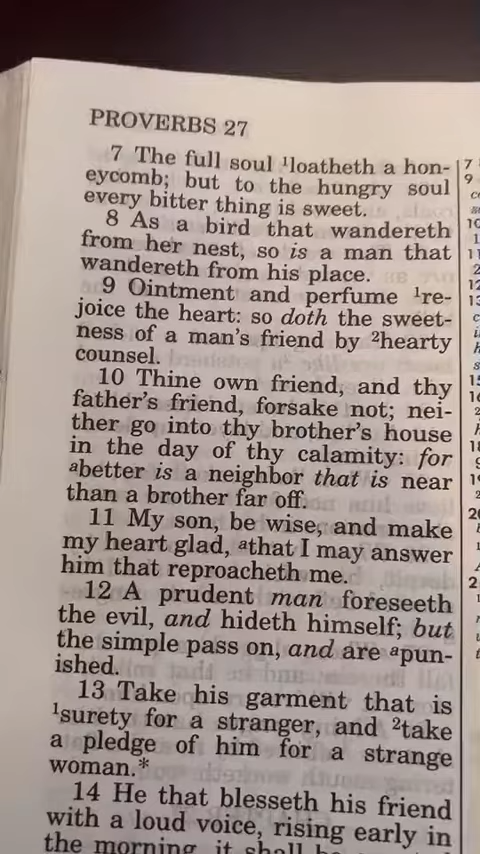 PROVERBS 27
7 The full soul ¹loatheth a hon-
eycomb; but to the hungry soul
every bitter thing is sweet.
8 As a bird that wandereth
from her nest, so is a man that
wandereth from his place.
9 Ointment and perfume ¹re-
joice the heart: so doth the sweet-
ness of a man's friend by ²hearty
counsel.
10 Thine own friend, and thy
father's friend, forsake not; nei-
ther go into thy brother's house
in the day of thy calamity: for
ᵃbetter is a neighbor that is near
than a brother far off.
11 My son, be wise, and make
my heart glad, ᵃthat I may answer
him that reproacheth me.
12 A prudent man foreseeth
the evil, and hideth himself; but
the simple pass on, and are ᵃpun-
ished.
13 Take his garment that is
¹surety for a stranger, and ²take
a pledge of him for a strange
woman.*
14 He that blesseth his friend
with a loud voice, rising early in
the morning, it shall be
7
9